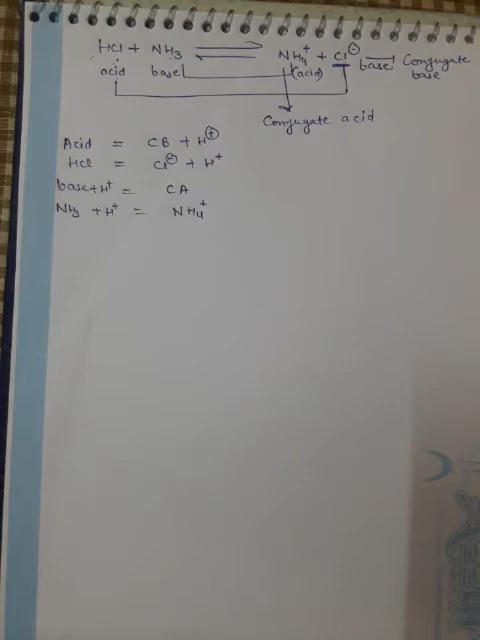 HCl + NH3 ⇌ NH4+ + Cl⊖ base Conjugate base
acid base (acid)
Conjugate acid
Acid = CB + H⊕
HCl = Cl⊖ + H+
base + H+ = CA
NH3 + H+ = NH4+